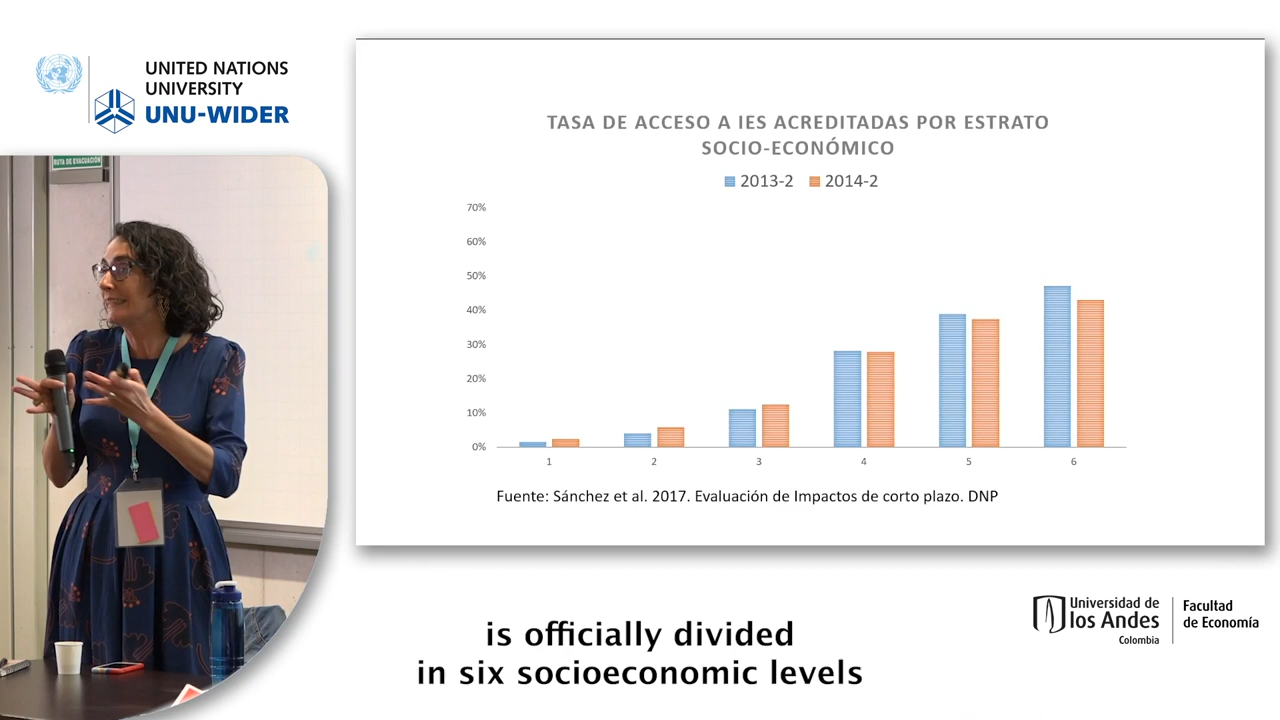 UNITED NATIONS
UNIVERSITY
UNU-WIDER
RUTA DE EVACUACIÓN
TASA DE ACCESO A IES ACREDITADAS POR ESTRATO
SOCIO-ECONÓMICO
2013-2 2014-2
70%
60%
50%
40%
30%
20%
10%
0%
1 2 3 4 5 6
Fuente: Sánchez et al. 2017. Evaluación de Impactos de corto plazo. DNP
is officially divided
in six socioeconomic levels
Universidad de
los Andes
Colombia
Facultad
de Economía